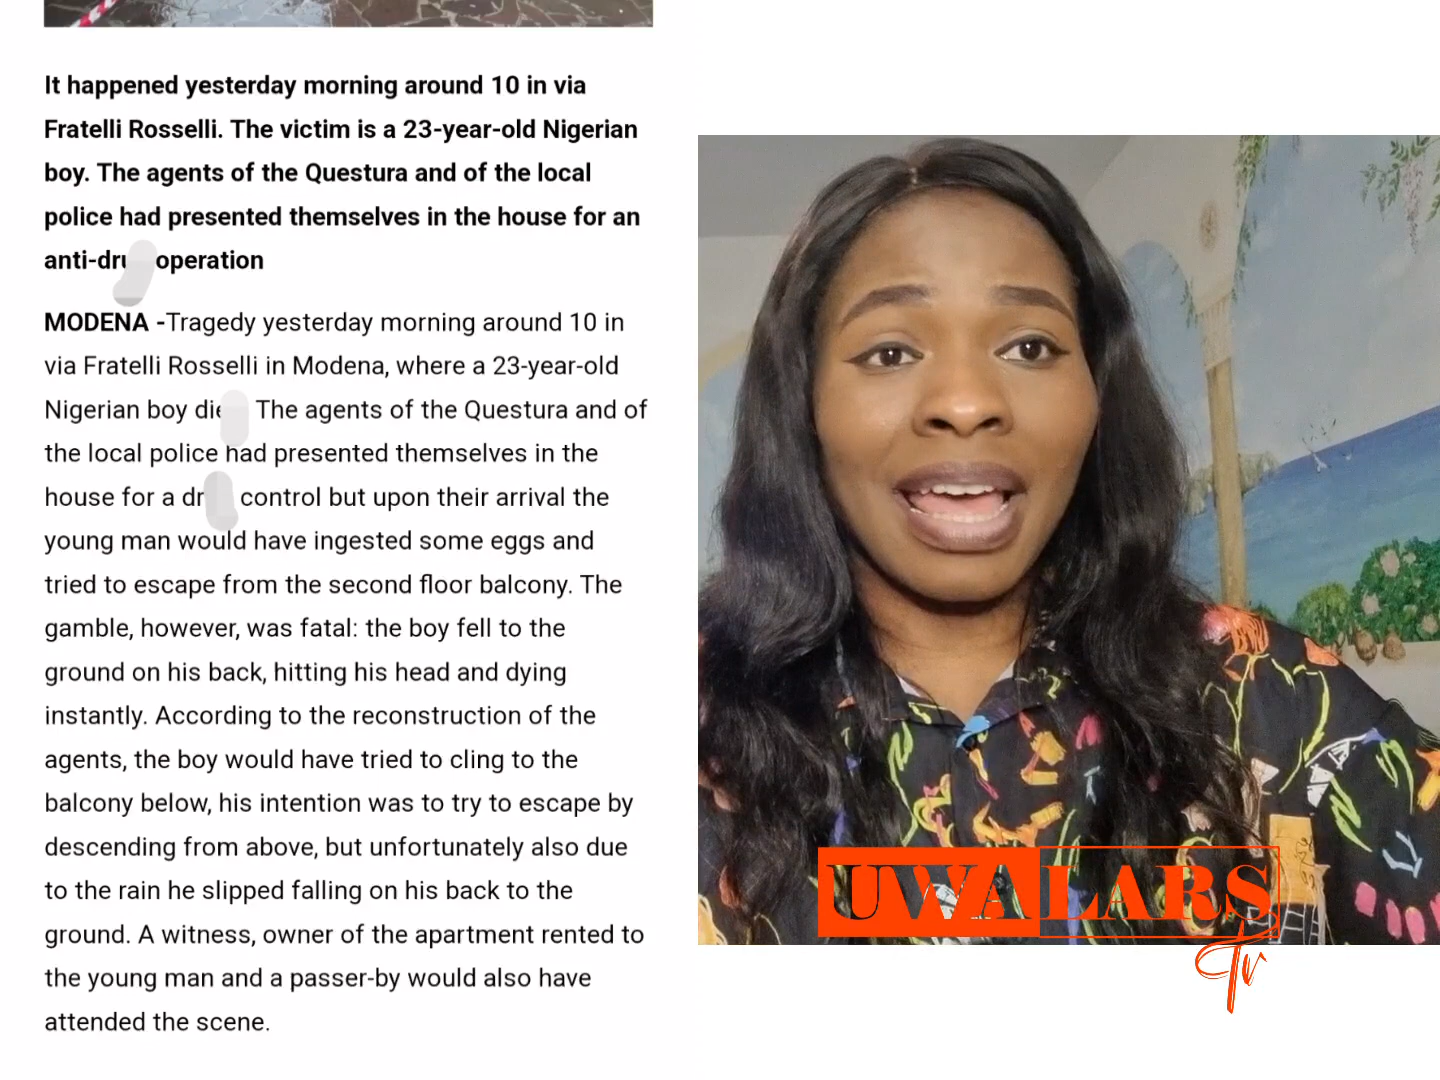 It happened yesterday morning around 10 in via
Fratelli Rosselli. The victim is a 23-year-old Nigerian
boy. The agents of the Questura and of the local
police had presented themselves in the house for an
operation
MODENA -Tragedy yesterday morning around 10 in
via Fratelli Rosselli in Modena, where a 23-year-old
Nigerian boy The agents of the Questura and of
the local police had presented themselves in the
house for a control but upon their arrival the
young man would have ingested some eggs and
tried to escape from the second floor balcony. The
gamble, however, was fatal: the boy fell to the
ground on his back, hitting his head and dying
instantly. According to the reconstruction of the
agents, the boy would have tried to cling to the
balcony below, his intention was to try to escape by
descending from above, but unfortunately also due
to the rain he slipped falling on his back to the
ground. A witness, owner of the apartment rented to
the young man and a passer-by would also have
attended the scene.
UWALARS
Tv